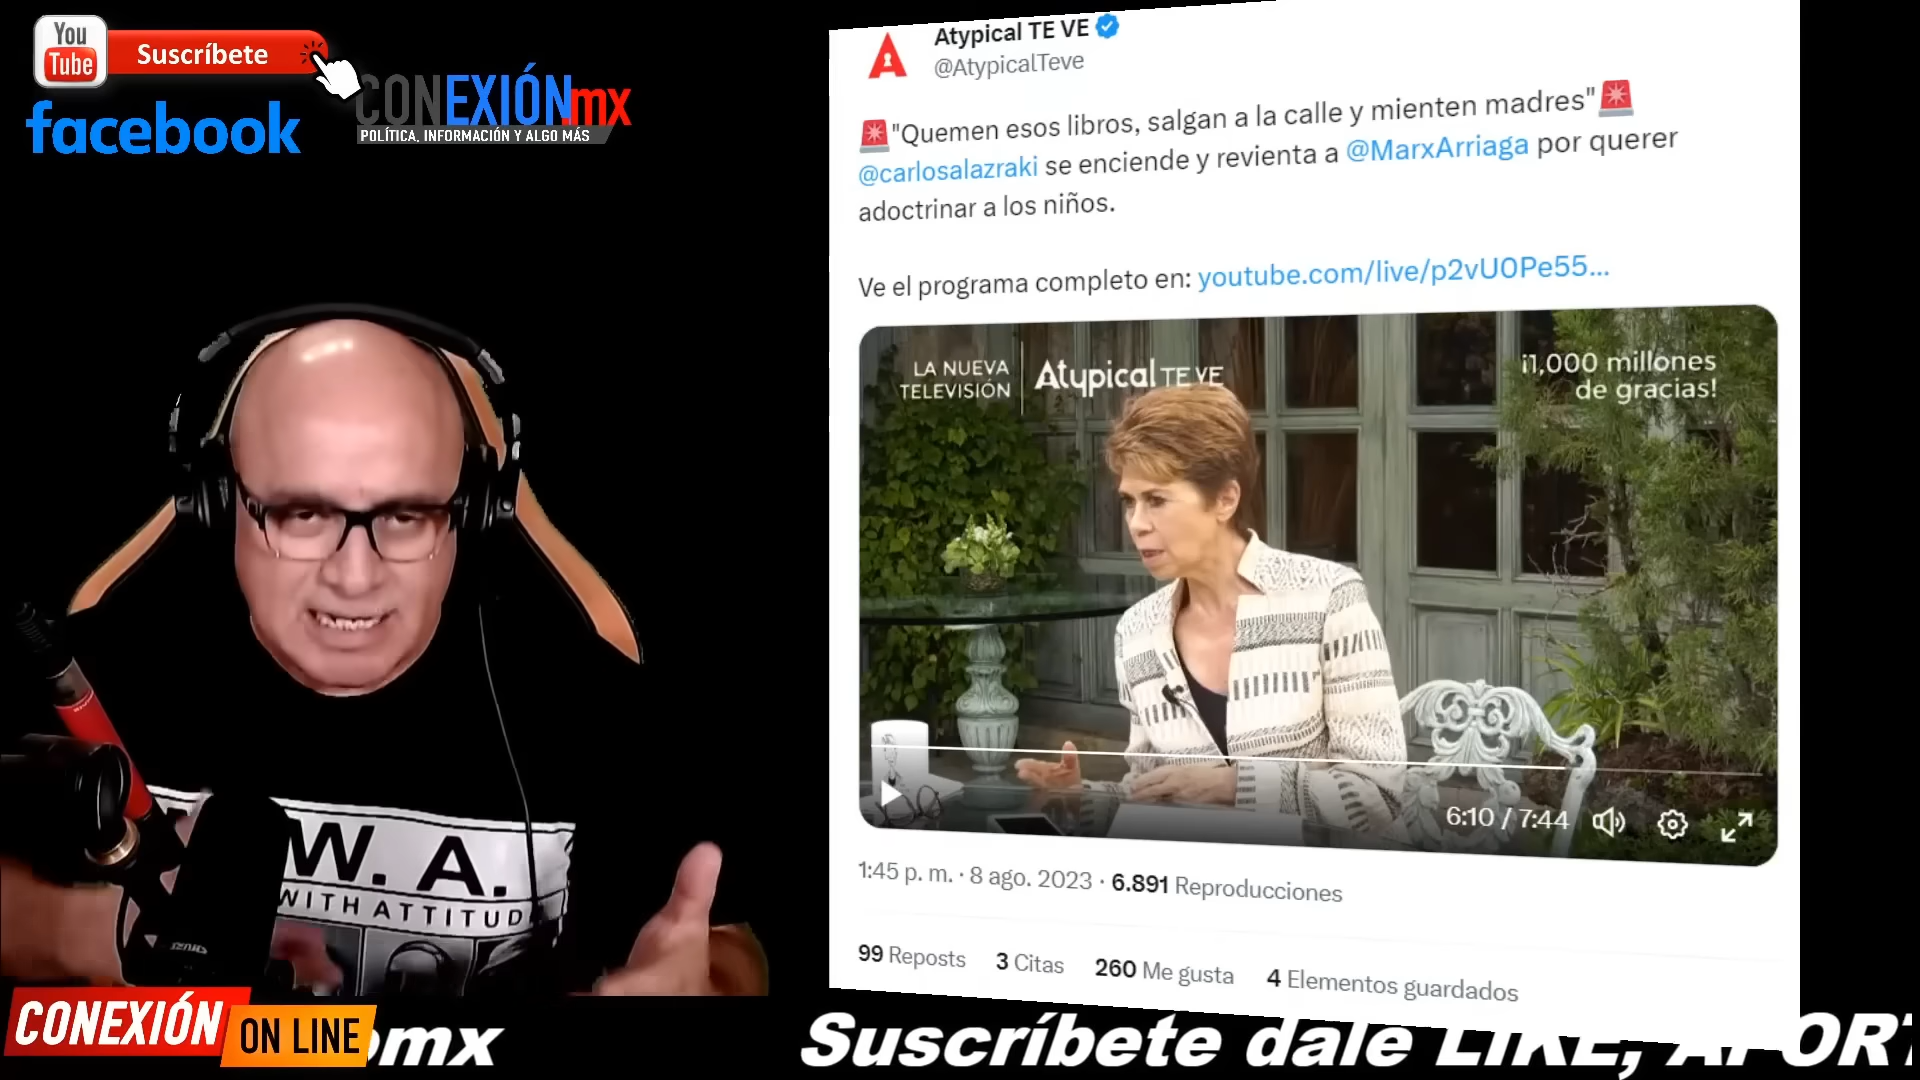 You
Tube
Suscríbete
facebook
CONEXIÓNmx
POLÍTICA, INFORMACIÓN Y ALGO MÁS
Atypical TE VE
@AtypicalTeve
"Quemen esos libros, salgan a la calle y mienten madres"
@carlosalazraki se enciende y revienta a @MarxArriaga por querer
adoctrinar a los niños.
Ve el programa completo en: youtube.com/live/p2vU0Pe55...
LA NUEVA
TELEVISIÓN
Atypical TE VE
¡1,000 millones
de gracias!
6:10 / 7:44
1:45 p. m. · 8 ago. 2023 · 6.891 Reproducciones
99 Reposts 3 Citas 260 Me gusta 4 Elementos guardados
W. A.
WITH ATTITUD
CONEXIÓN
ON LINE
omx
Suscríbete dale LIKE, APORT